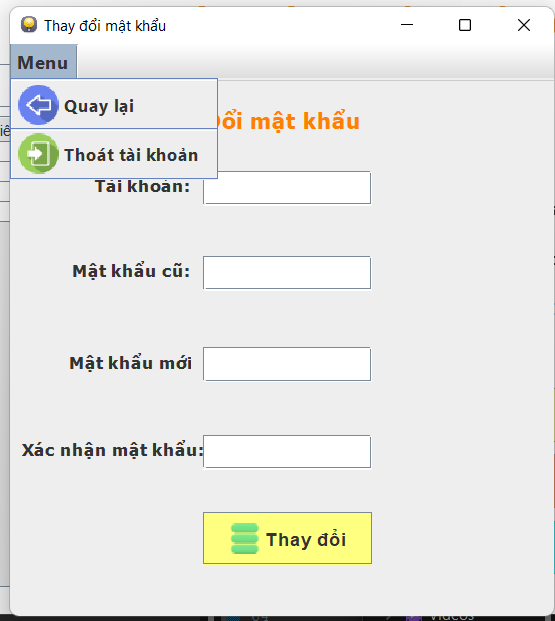 Thay đổi mật khẩu
Menu
Quay lại
Đổi mật khẩu
Thoát tài khoản
Tài khoản:
Mật khẩu cũ:
Mật khẩu mới
Xác nhận mật khẩu:
Thay đổi
Videos